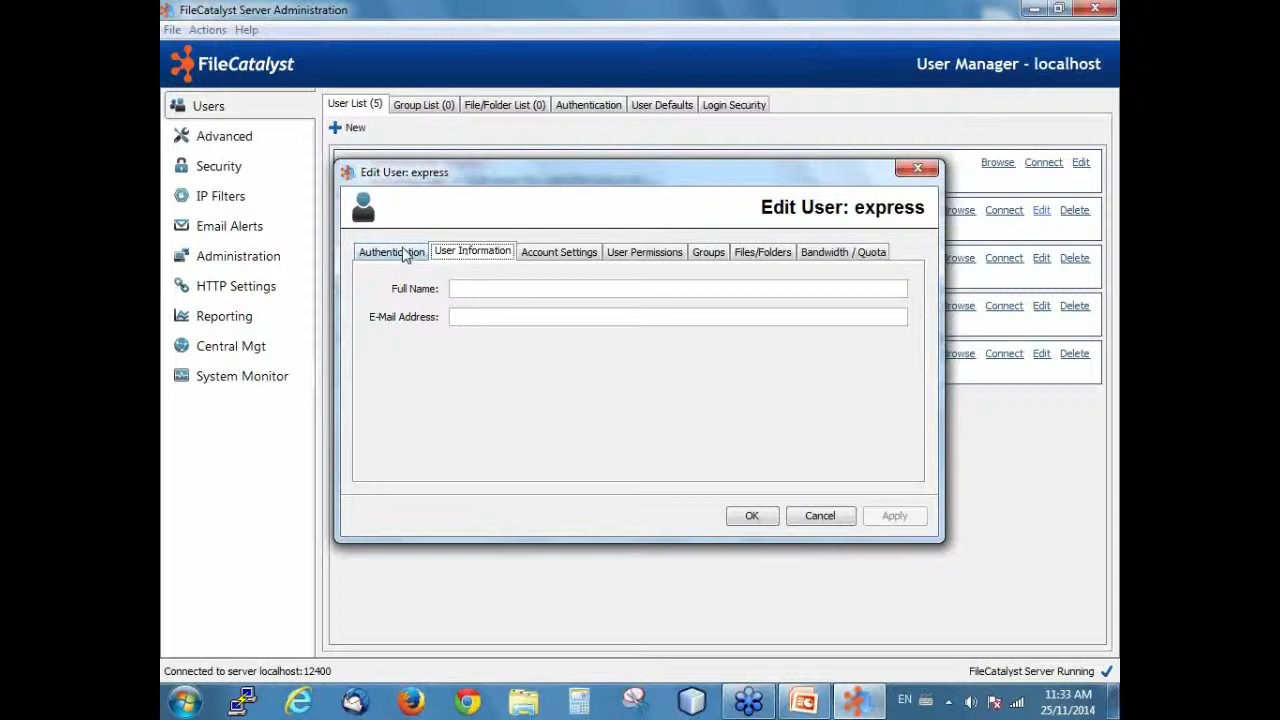 FileCatalyst Server Administration
File Actions Help
FileCatalyst
User Manager - localhost
Users
Advanced
Security
IP Filters
Email Alerts
Administration
HTTP Settings
Reporting
Central Mgt
System Monitor
User List (5) Group List (0) File/Folder List (0) Authentication User Defaults Login Security
New
Browse Connect Edit
Connect Edit Delete
Connect Edit Delete
Connect Edit Delete
Connect Edit Delete
Edit User: express
Edit User: express
Authentication User Information Account Settings User Permissions Groups Files/Folders Bandwidth / Quota
Full Name:
E-Mail Address:
OK Cancel Apply
Connected to server localhost:12400
FileCatalyst Server Running
EN
11:33 AM
25/11/2014